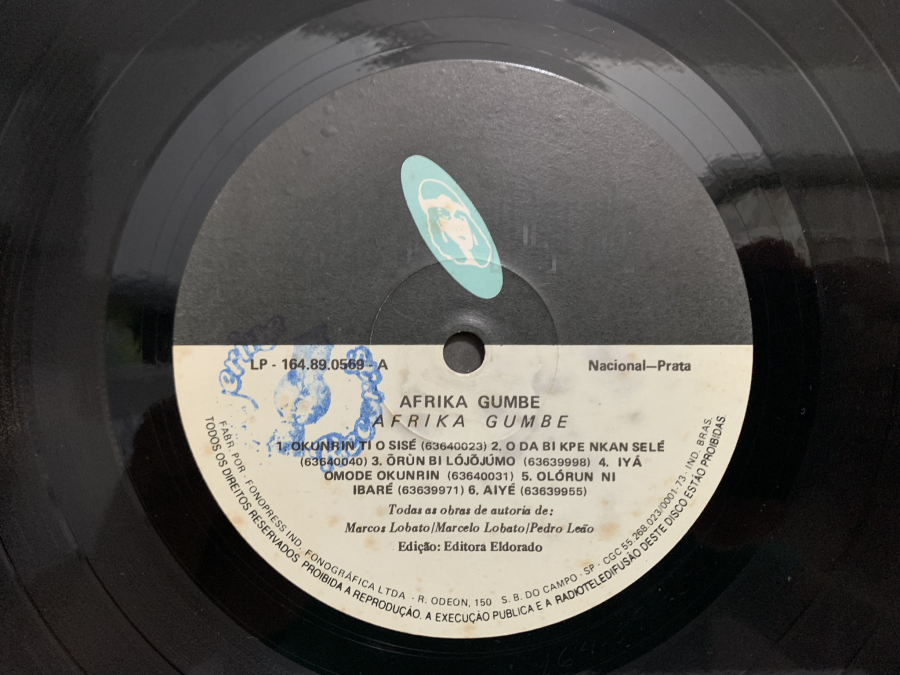 LP - 164.89.0569 - A
Nacional—Prata
AFRIKA GUMBE
AFRIKA GUMBE
1. OKUNRIN TI O SISÉ (63640023) 2. O DA BI KPE NKAN SELÉ
(63640040) 3. ÕRÙN BI LÓJÕJÚMO (63639998) 4. IYÁ
OMODE OKUNRIN (63640031) 5. OLÓRUN NI
IBARÉ (63639971) 6. AIYÉ (63639955)
Todas as obras de autoria de:
Marcos Lobato/Marcelo Lobato/Pedro Leão
Edição: Editora Eldorado
FABR. POR. FONOPRESS IND. FONOGRÁFICA LTDA - R. ODEON, 150 S. B. DO CAMPO - SP - CGC 55.268.023/0001-73 - IND. BRAS.
TODOS OS DIREITOS RESERVADOS PROIBIDA A REPRODUÇÃO. A EXECUÇÃO PUBLICA E A RADIOTELEDIFUSÃO DESTE DISCO ESTÃO PROIBIDAS.